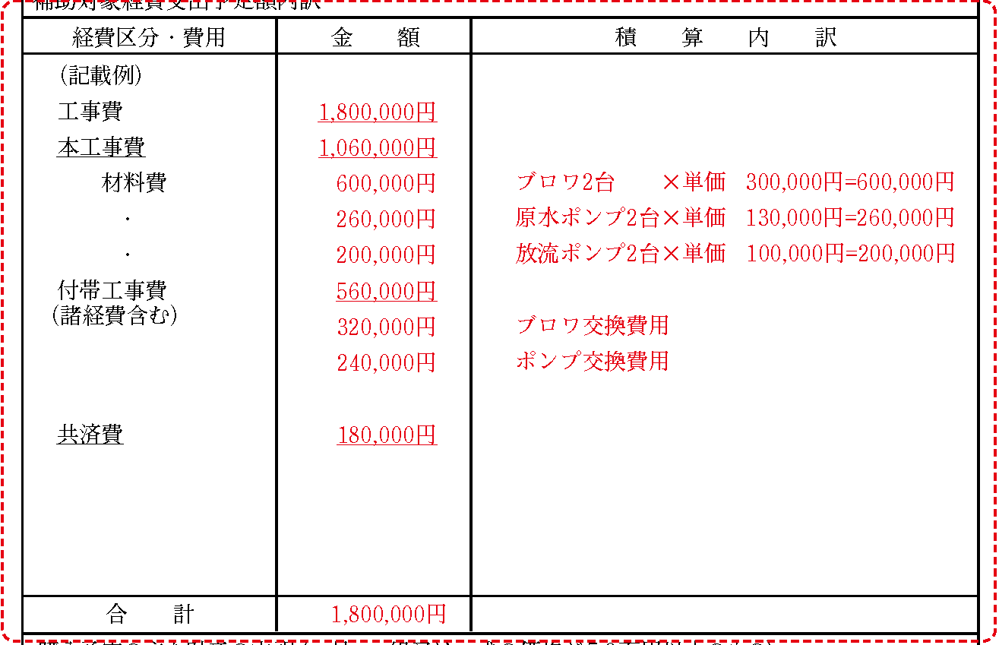 補助対象経費支出予定額内訳
経費区分・費用 金 額 積 算 内 訳
(記載例)
工事費 1,800,000円
本工事費 1,060,000円
材料費 600,000円 ブロワ2台 ×単価 300,000円=600,000円
・ 260,000円 原水ポンプ2台×単価 130,000円=260,000円
・ 200,000円 放流ポンプ2台×単価 100,000円=200,000円
付帯工事費 560,000円
(諸経費含む)
320,000円 ブロワ交換費用
240,000円 ポンプ交換費用
共済費 180,000円
合 計 1,800,000円